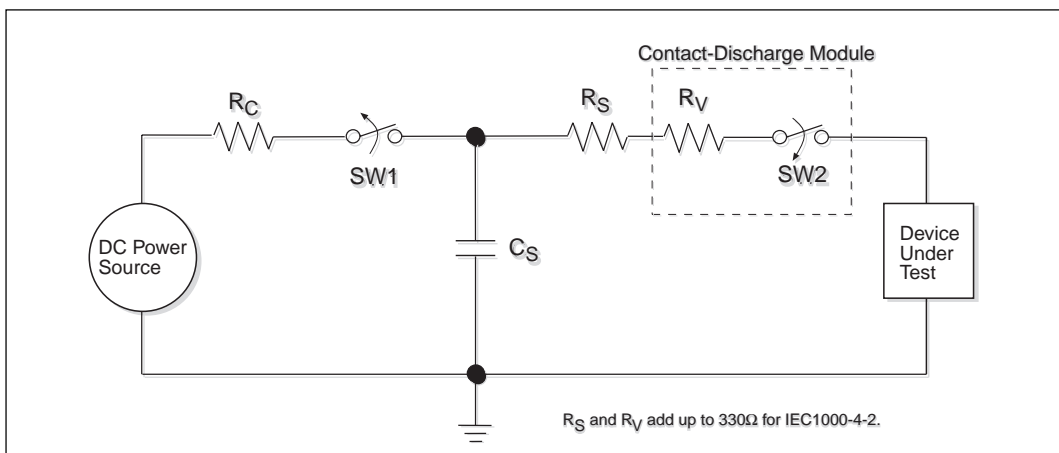 Contact-Discharge Module
RC
RS
RV
SW1
SW2
DC Power
Source
CS
Device
Under
Test
RS and RV add up to 330Ω for IEC1000-4-2.